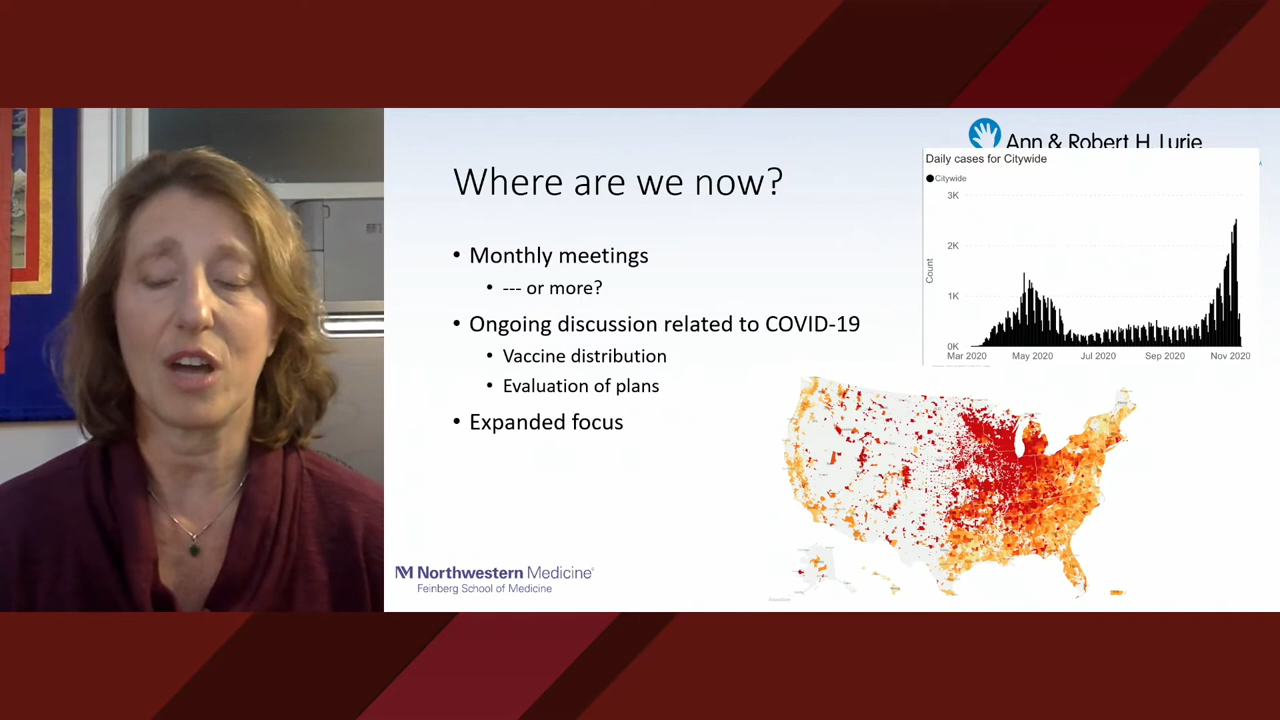 Where are we now?
• Monthly meetings
• --- or more?
• Ongoing discussion related to COVID-19
• Vaccine distribution
• Evaluation of plans
• Expanded focus
Northwestern Medicine
Feinberg School of Medicine
Ann & Robert H. Lurie
Daily cases for Citywide
Citywide
3K
2K
1K
0K
Count
Mar 2020 May 2020 Jul 2020 Sep 2020 Nov 2020